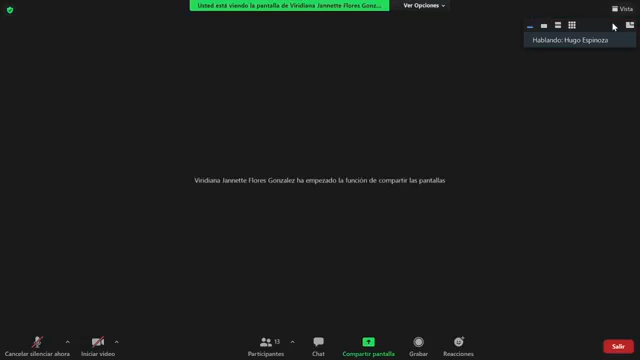 Usted está viendo la pantalla de Viridiana Jannette Flores Gonzalez...
Ver Opciones
Vista
Hablando: Hugo Espinoza
Viridiana Jannette Flores Gonzalez ha empezado la función de compartir las pantallas
13
Cancelar silenciar ahora
Iniciar video
Participantes
Chat
Compartir pantalla
Grabar
Reacciones
Salir